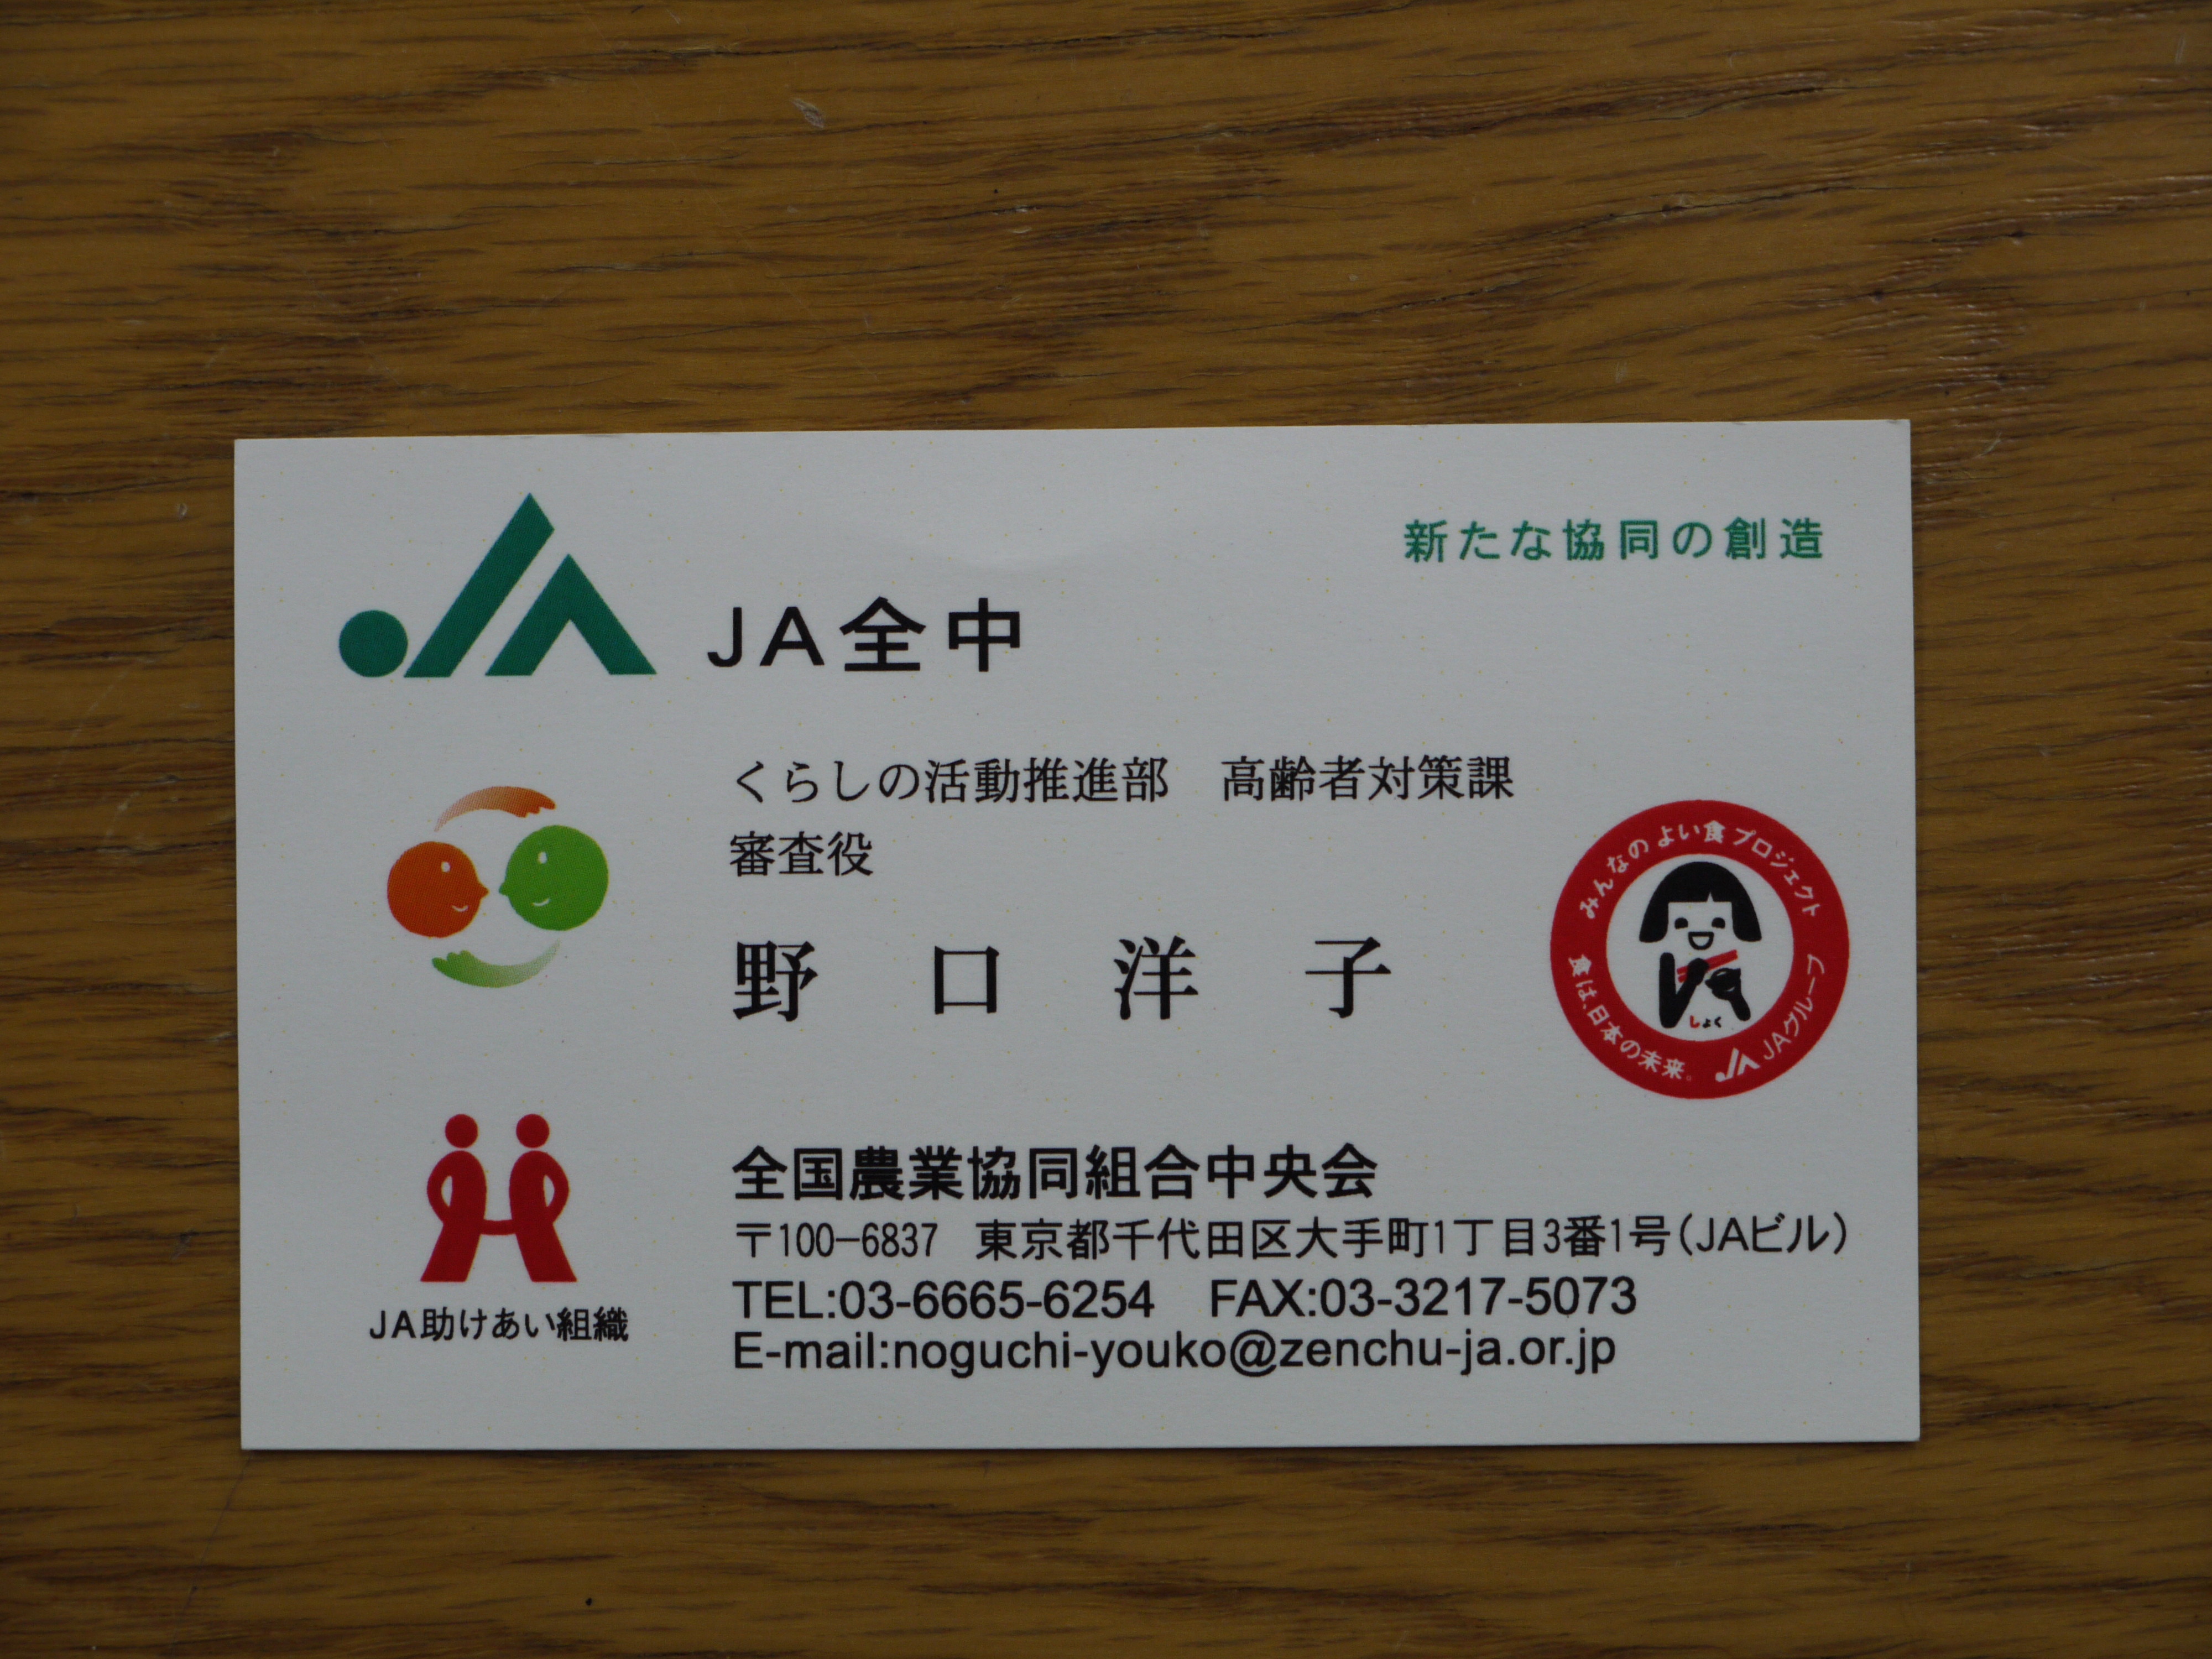 新たな協同の創造
JA全中
くらしの活動推進部　高齢者対策課
審査役
野口洋子
みんなのよい食プロジェクト
しょく
食は、日本の未来。
JAグループ
全国農業協同組合中央会
〒100-6837 東京都千代田区大手町1丁目3番1号(JAビル)
TEL:03-6665-6254 FAX:03-3217-5073
E-mail:noguchi-youko@zenchu-ja.or.jp
JA助けあい組織